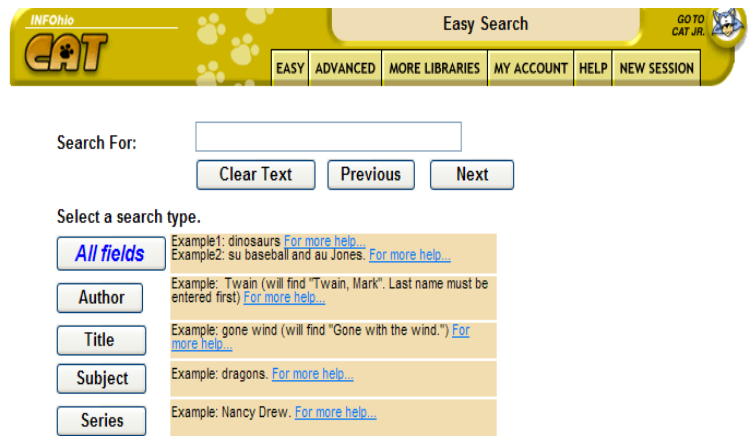 INFOhio
CAT
Easy Search
GO TO
CAT JR.
EASY ADVANCED MORE LIBRARIES MY ACCOUNT HELP NEW SESSION
Search For:
Clear Text Previous Next
Select a search type.
All fields
Example1: dinosaurs For more help...
Example2: su baseball and au Jones. For more help...
Author
Example: Twain (will find "Twain, Mark". Last name must be
entered first) For more help...
Title
Example: gone wind (will find "Gone with the wind.") For
more help...
Subject
Example: dragons. For more help...
Series
Example: Nancy Drew. For more help...